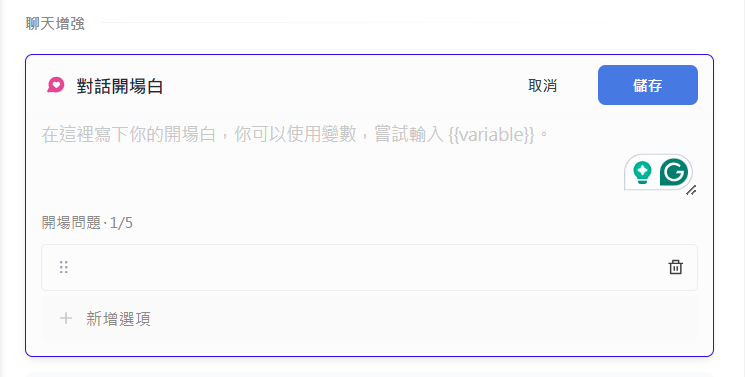 聊天增強
對話開場白
取消
儲存
在這裡寫下你的開場白，你可以使用變數，嘗試輸入 {{variable}}。
開場問題·1/5
新增選項